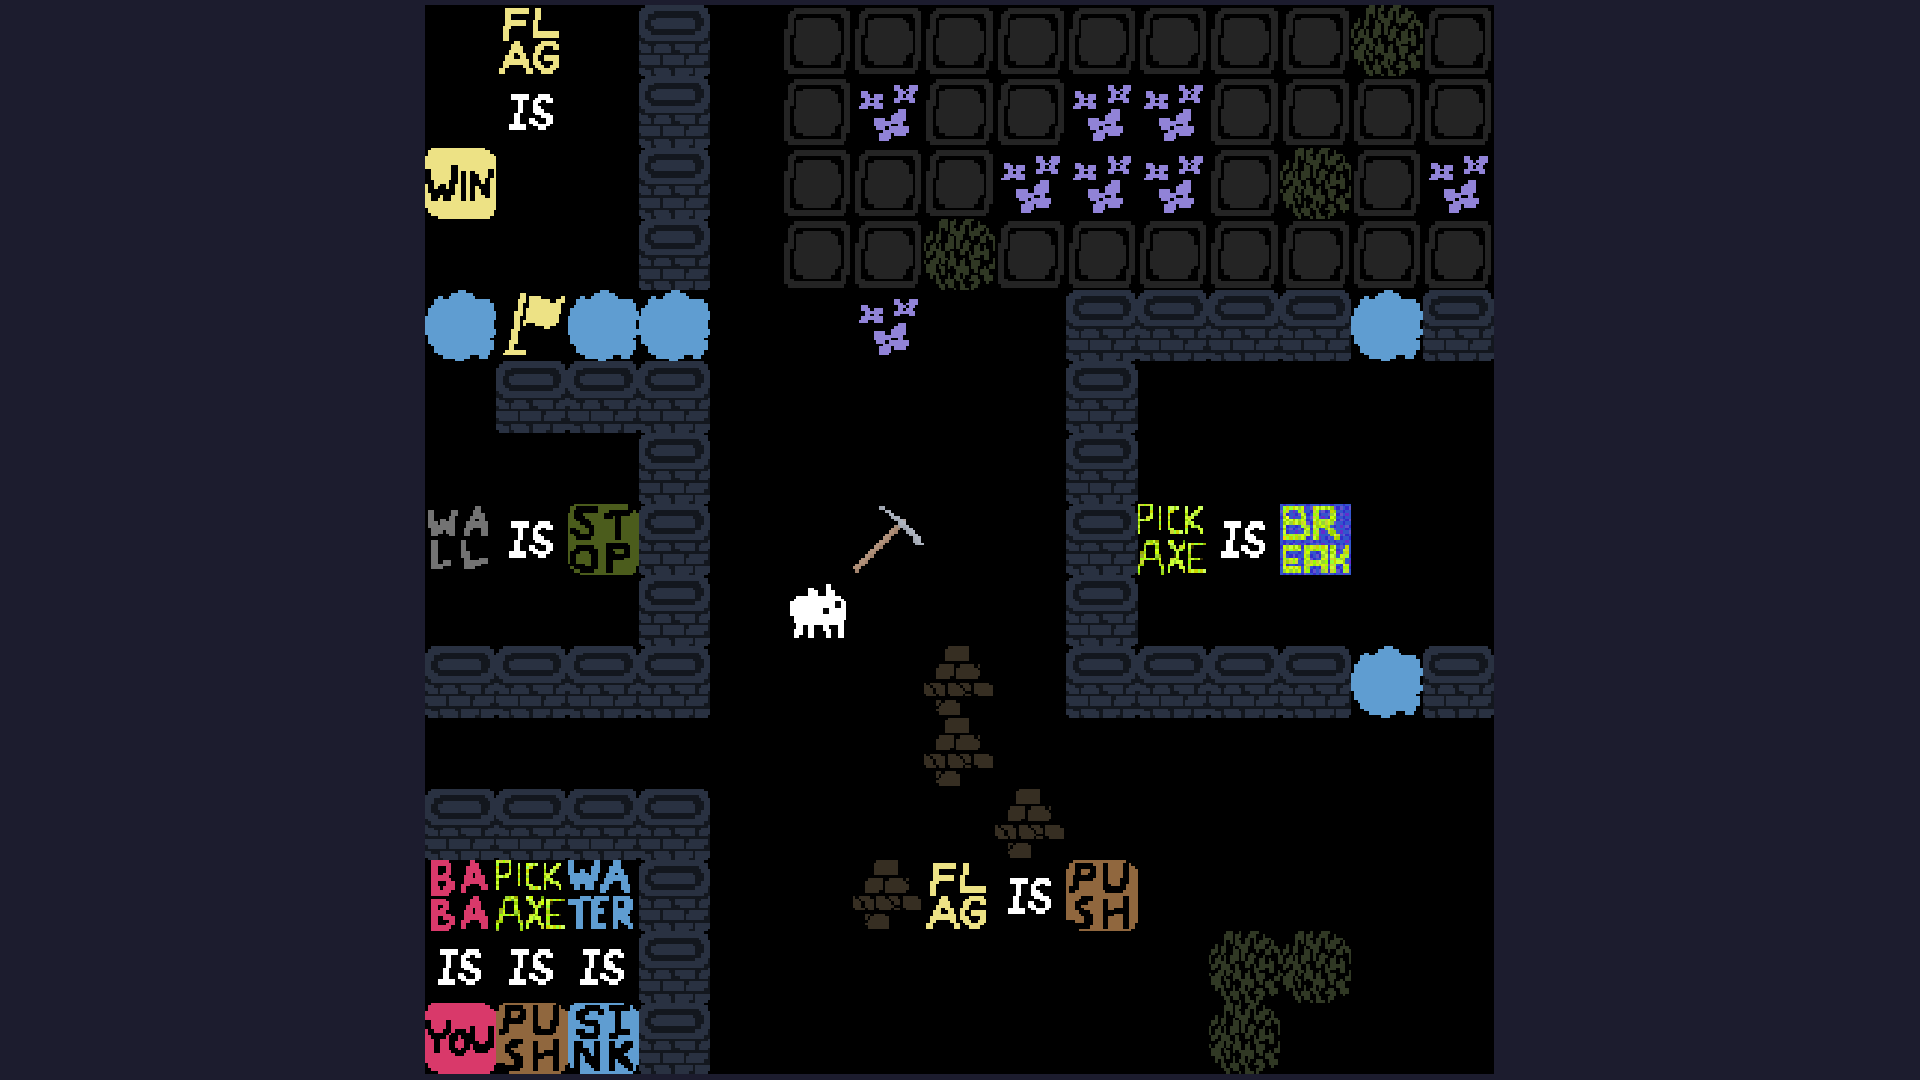 FLAG
IS
WIN
WALL IS STOP
PICKAXE IS BREAK
FLAG IS PUSH
BABA PICKAXE WATER
IS IS IS
YOU PUSH SINK